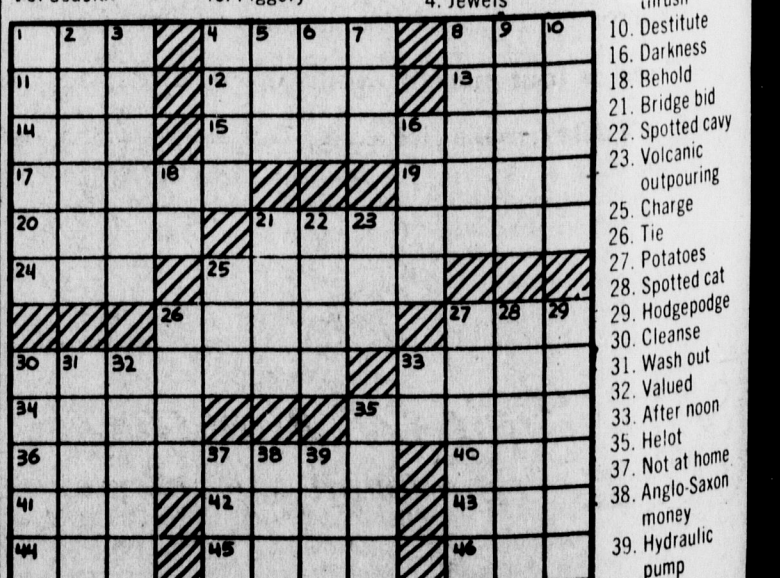 4. Jewels
thrush
10. Destitute
16. Darkness
18. Behold
21. Bridge bid
22. Spotted cavy
23. Volcanic
outpouring
25. Charge
26. Tie
27. Potatoes
28. Spotted cat
29. Hodgepodge
30. Cleanse
31. Wash out
32. Valued
33. After noon
35. Helot
37. Not at home
38. Anglo-Saxon
money
39. Hydraulic
pump
1 2 3 4 5 6 7 8 9 10
11 12 13
14 15 16
17 18 19
20 21 22 23
24 25
26 27 28 29
30 31 32 33
34 35
36 37 38 39 40
41 42 43
44 45 46